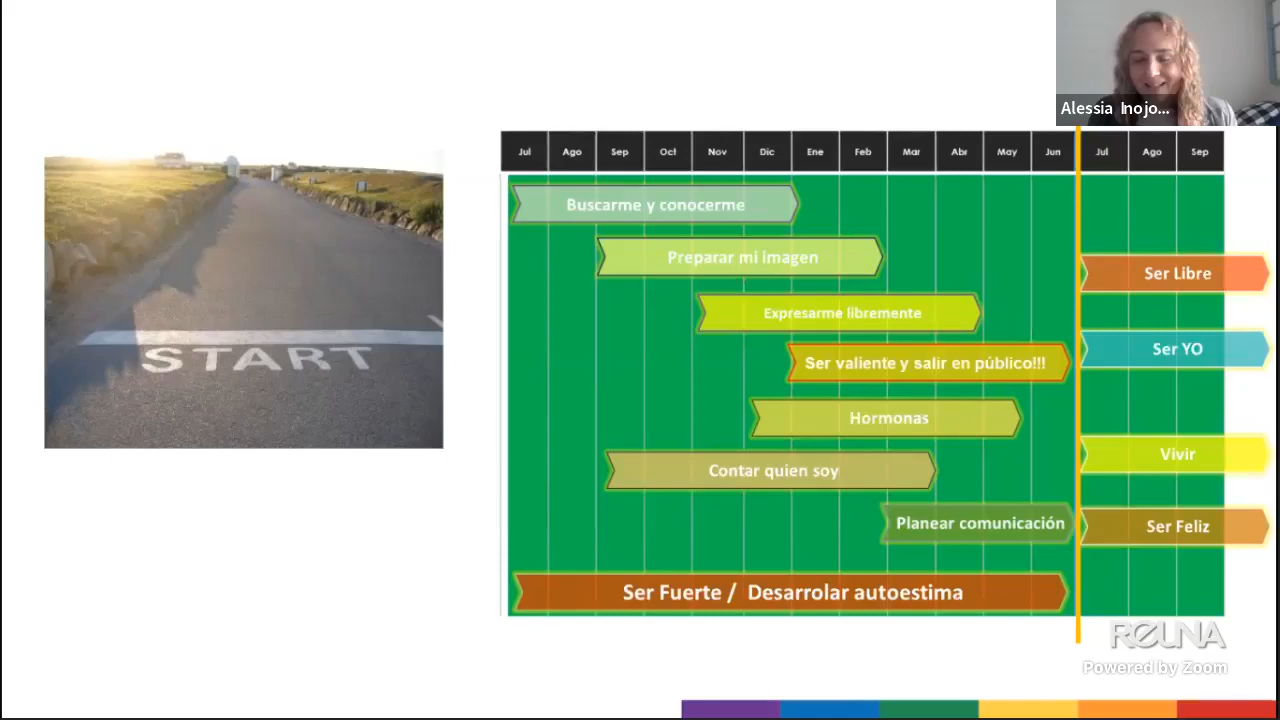 Alessia Inojo...
Jul Ago Sep Oct Nov Dic Ene Feb Mar Abr May Jun Jul Ago Sep
Buscarme y conocerme
Preparar mi imagen
Ser Libre
Expresarme libremente
Ser YO
Ser valiente y salir en público!!!
START
Hormonas
Vivir
Contar quien soy
Planear comunicación
Ser Feliz
Ser Fuerte / Desarrolar autoestima
REUNA
Powered by Zoom